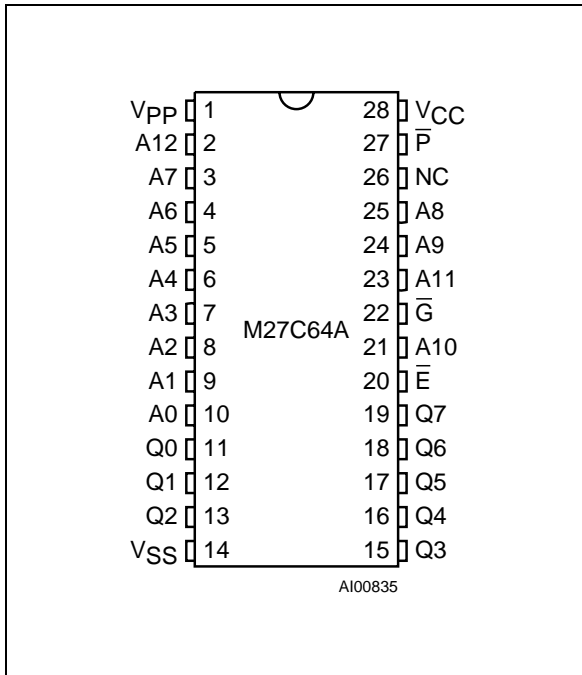 VPP 1 28 VCC
A12 2 27 P̅
A7 3 26 NC
A6 4 25 A8
A5 5 24 A9
A4 6 23 A11
A3 7 22 G̅
M27C64A
A2 8 21 A10
A1 9 20 E̅
A0 10 19 Q7
Q0 11 18 Q6
Q1 12 17 Q5
Q2 13 16 Q4
VSS 14 15 Q3
AI00835